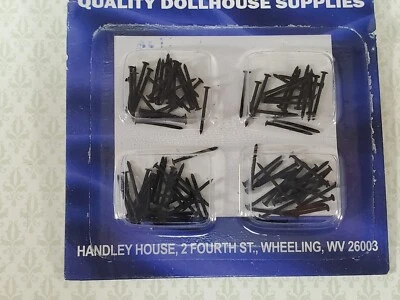 QUALITY DOLLHOUSE SUPPLIES
HANDLEY HOUSE, 2 FOURTH ST., WHEELING, WV 26003